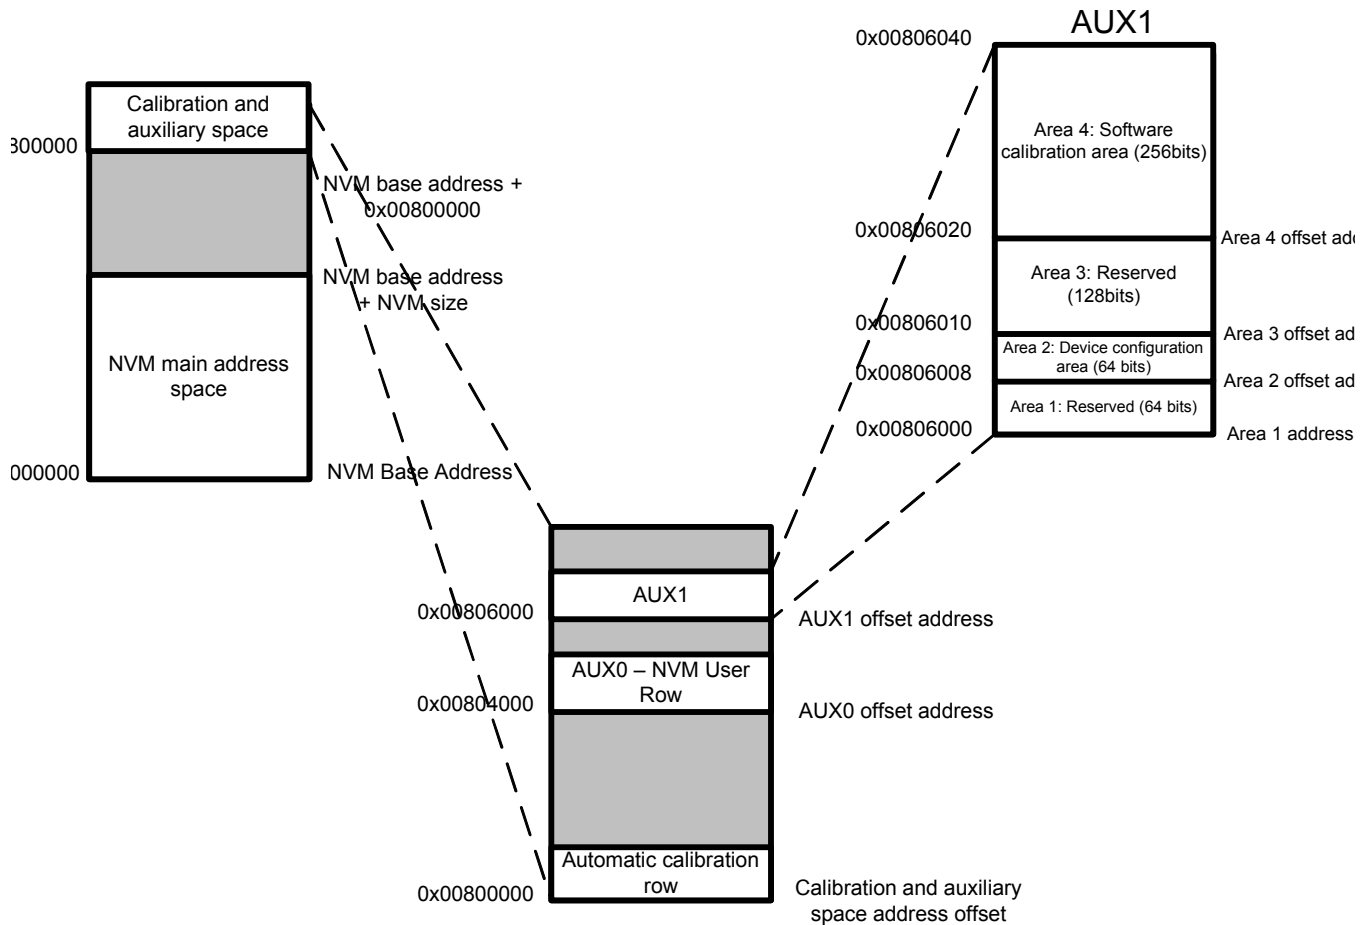 AUX1
0x00806040
Area 4: Software
calibration area (256bits)
0x00806020
Area 4 offset
Area 3: Reserved
(128bits)
0x00806010
Area 3 offset
Area 2: Device configuration
area (64 bits)
0x00806008
Area 2 offset
Area 1: Reserved (64 bits)
0x00806000
Area 1 address
Calibration and
auxiliary space
800000
NVM base address +
0x00800000
NVM base address
+ NVM size
NVM main address
space
000000
NVM Base Address
AUX1
0x00806000
AUX1 offset address
AUX0 – NVM User
Row
0x00804000
AUX0 offset address
Automatic calibration
row
0x00800000
Calibration and auxiliary
space address offset